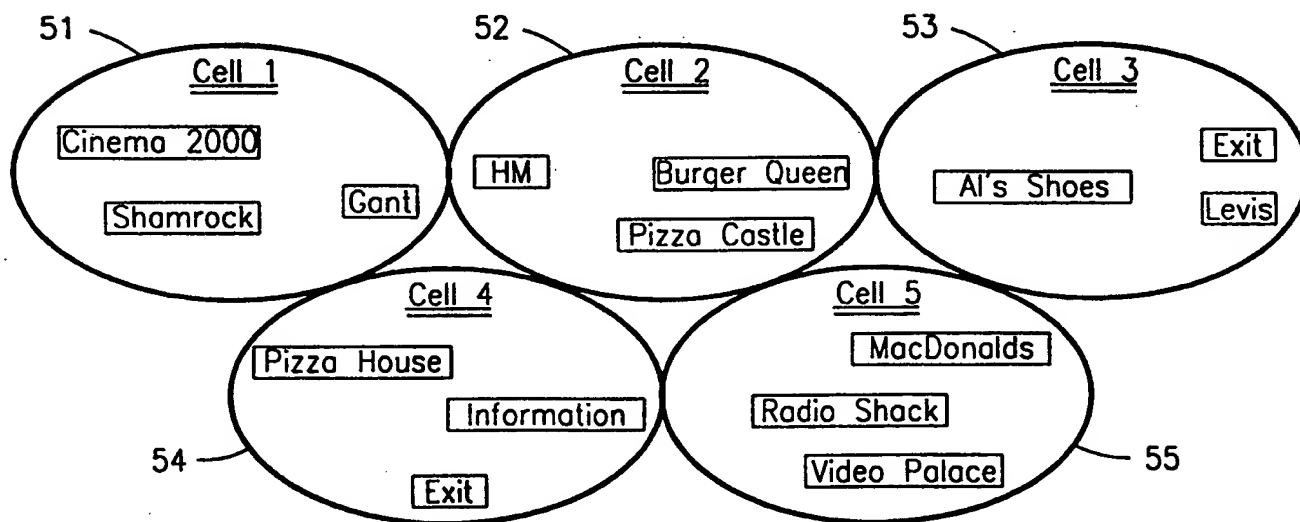 51
52
53
Cell 1
Cinema 2000
Shamrock
Gant
Cell 2
HM
Burger Queen
Pizza Castle
Cell 3
Exit
Al's Shoes
Levis
Cell 4
Pizza House
Information
Exit
54
Cell 5
MacDonalds
Radio Shack
Video Palace
55